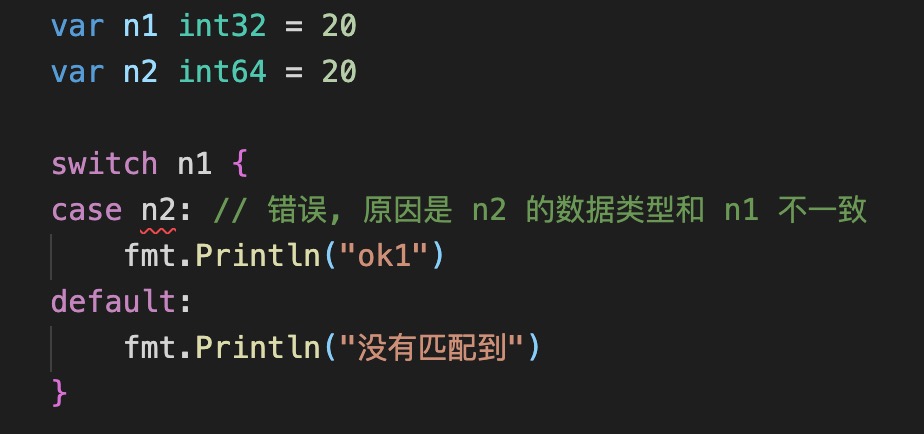 var n1 int32 = 20
var n2 int64 = 20
switch n1 {
case n2: // 错误, 原因是 n2 的数据类型和 n1 不一致
    fmt.Println("ok1")
default:
    fmt.Println("没有匹配到")
}